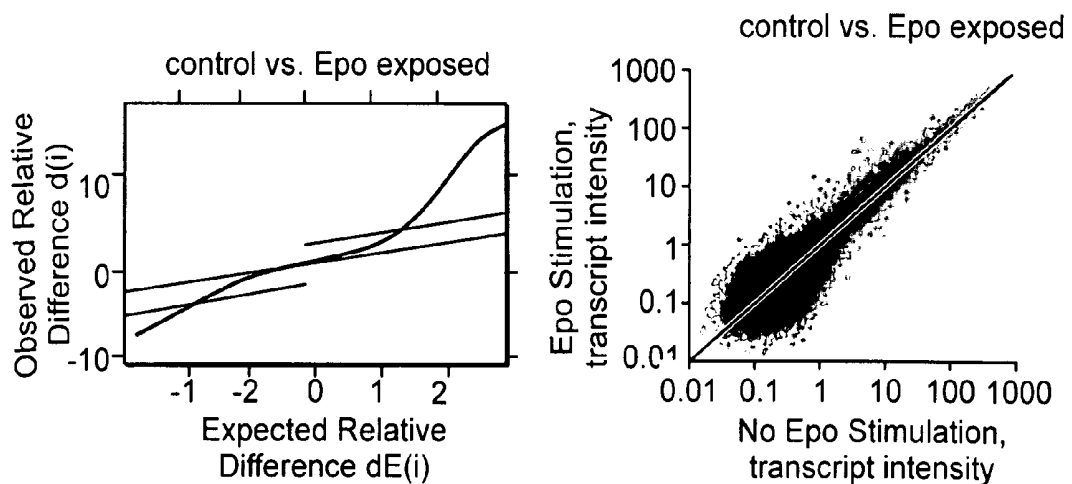 control vs. Epo exposed
Observed Relative
Difference d(i)
10
0
-10
-1
-2
0
1
2
Expected Relative
Difference dE(i)
control vs. Epo exposed
Epo Stimulation,
transcript intensity
1000
100
10
1
0.1
0.01
0.01 0.1 1 10 100 1000
No Epo Stimulation,
transcript intensity